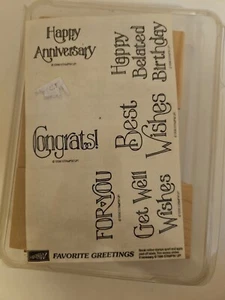 Happy
Anniversary
Happy
Belated
Birthday
Congrats!
Best
Wishes
FOR YOU
Get Well
Wishes
FAVORITE GREETINGS